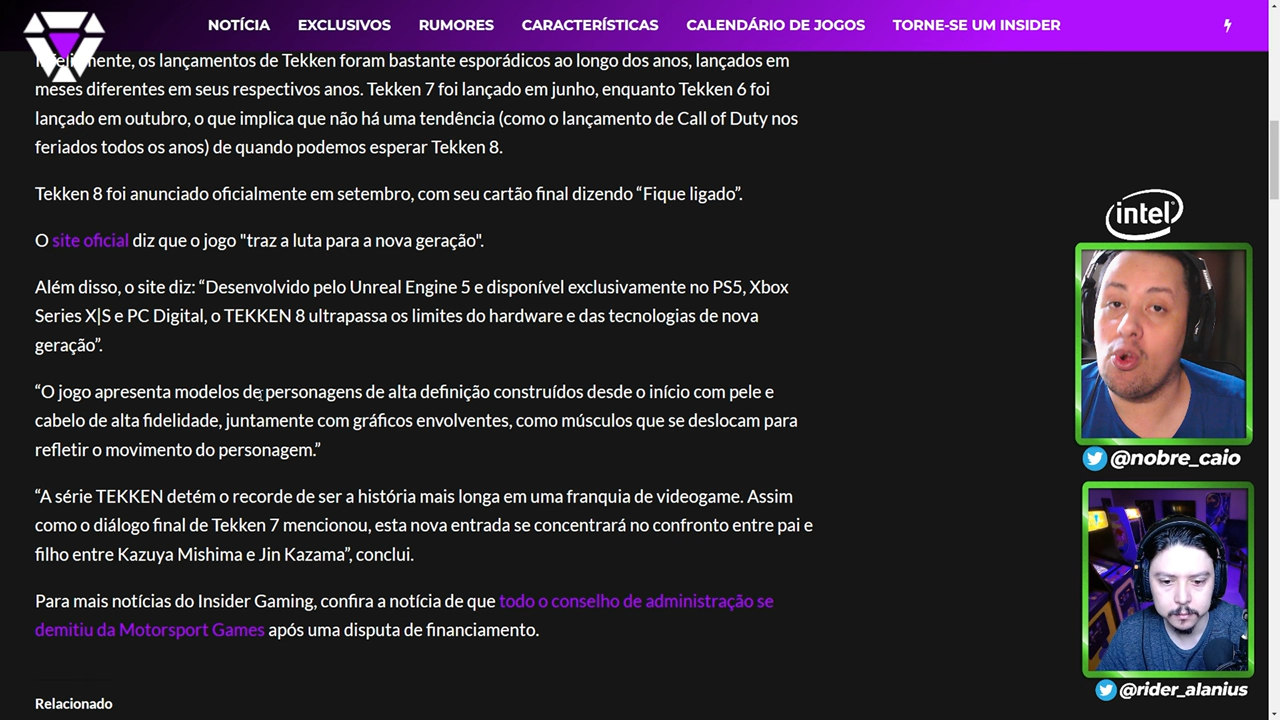 NOTÍCIA EXCLUSIVOS RUMORES CARACTERÍSTICAS CALENDÁRIO DE JOGOS TORNE-SE UM INSIDER
os lançamentos de Tekken foram bastante esporádicos ao longo dos anos, lançados em
meses diferentes em seus respectivos anos. Tekken 7 foi lançado em junho, enquanto Tekken 6 foi
lançado em outubro, o que implica que não há uma tendência (como o lançamento de Call of Duty nos
feriados todos os anos) de quando podemos esperar Tekken 8.
Tekken 8 foi anunciado oficialmente em setembro, com seu cartão final dizendo “Fique ligado”.
O site oficial diz que o jogo "traz a luta para a nova geração".
Além disso, o site diz: “Desenvolvido pelo Unreal Engine 5 e disponível exclusivamente no PS5, Xbox
Series X|S e PC Digital, o TEKKEN 8 ultrapassa os limites do hardware e das tecnologias de nova
geração”.
“O jogo apresenta modelos de personagens de alta definição construídos desde o início com pele e
cabelo de alta fidelidade, juntamente com gráficos envolventes, como músculos que se deslocam para
refletir o movimento do personagem.”
“A série TEKKEN detém o recorde de ser a história mais longa em uma franquia de videogame. Assim
como o diálogo final de Tekken 7 mencionou, esta nova entrada se concentrará no confronto entre pai e
filho entre Kazuya Mishima e Jin Kazama”, conclui.
Para mais notícias do Insider Gaming, confira a notícia de que todo o conselho de administração se
demitiu da Motorsport Games após uma disputa de financiamento.
Relacionado
intel
@nobre_caio
@rider_alanius